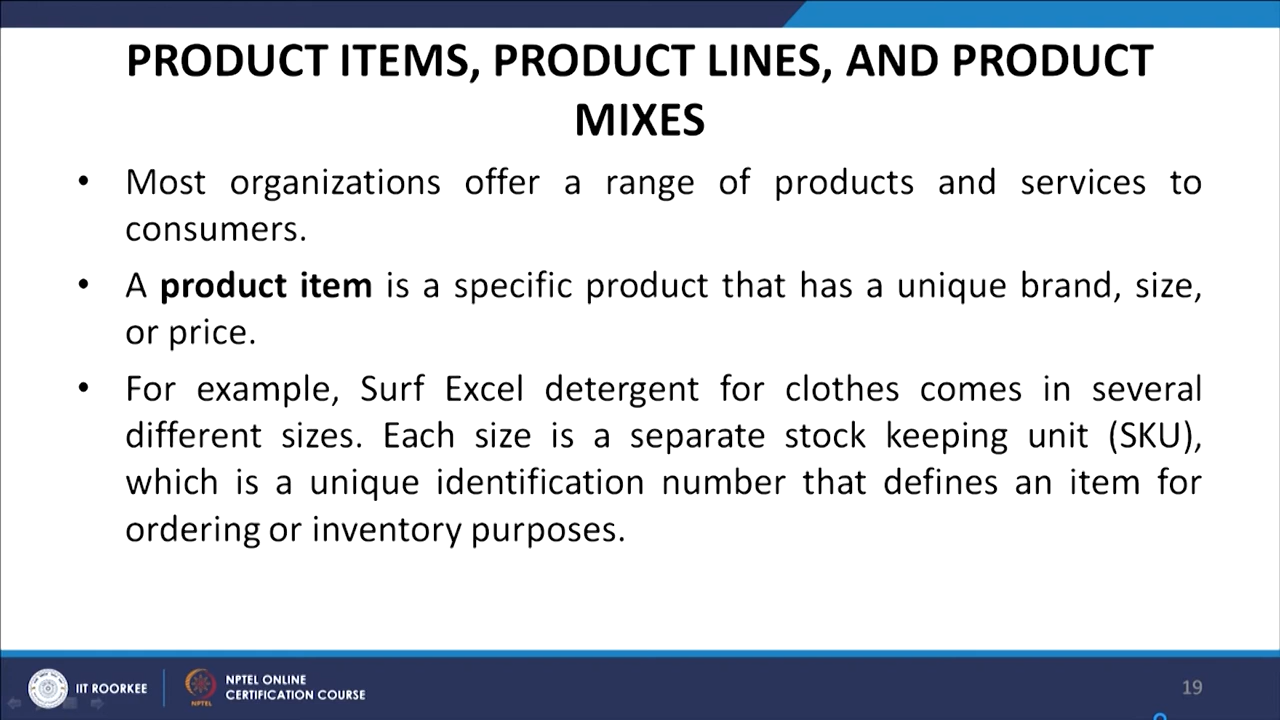 PRODUCT ITEMS, PRODUCT LINES, AND PRODUCT
MIXES
• Most organizations offer a range of products and services to
consumers.
• A product item is a specific product that has a unique brand, size,
or price.
• For example, Surf Excel detergent for clothes comes in several
different sizes. Each size is a separate stock keeping unit (SKU),
which is a unique identification number that defines an item for
ordering or inventory purposes.
IIT ROORKEE
NPTEL
NPTEL ONLINE
CERTIFICATION COURSE
19